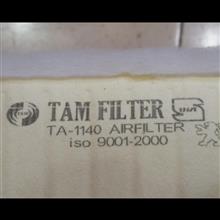 TAM FILTER
TA-1140 AIRFILTER
iso 9001-2000